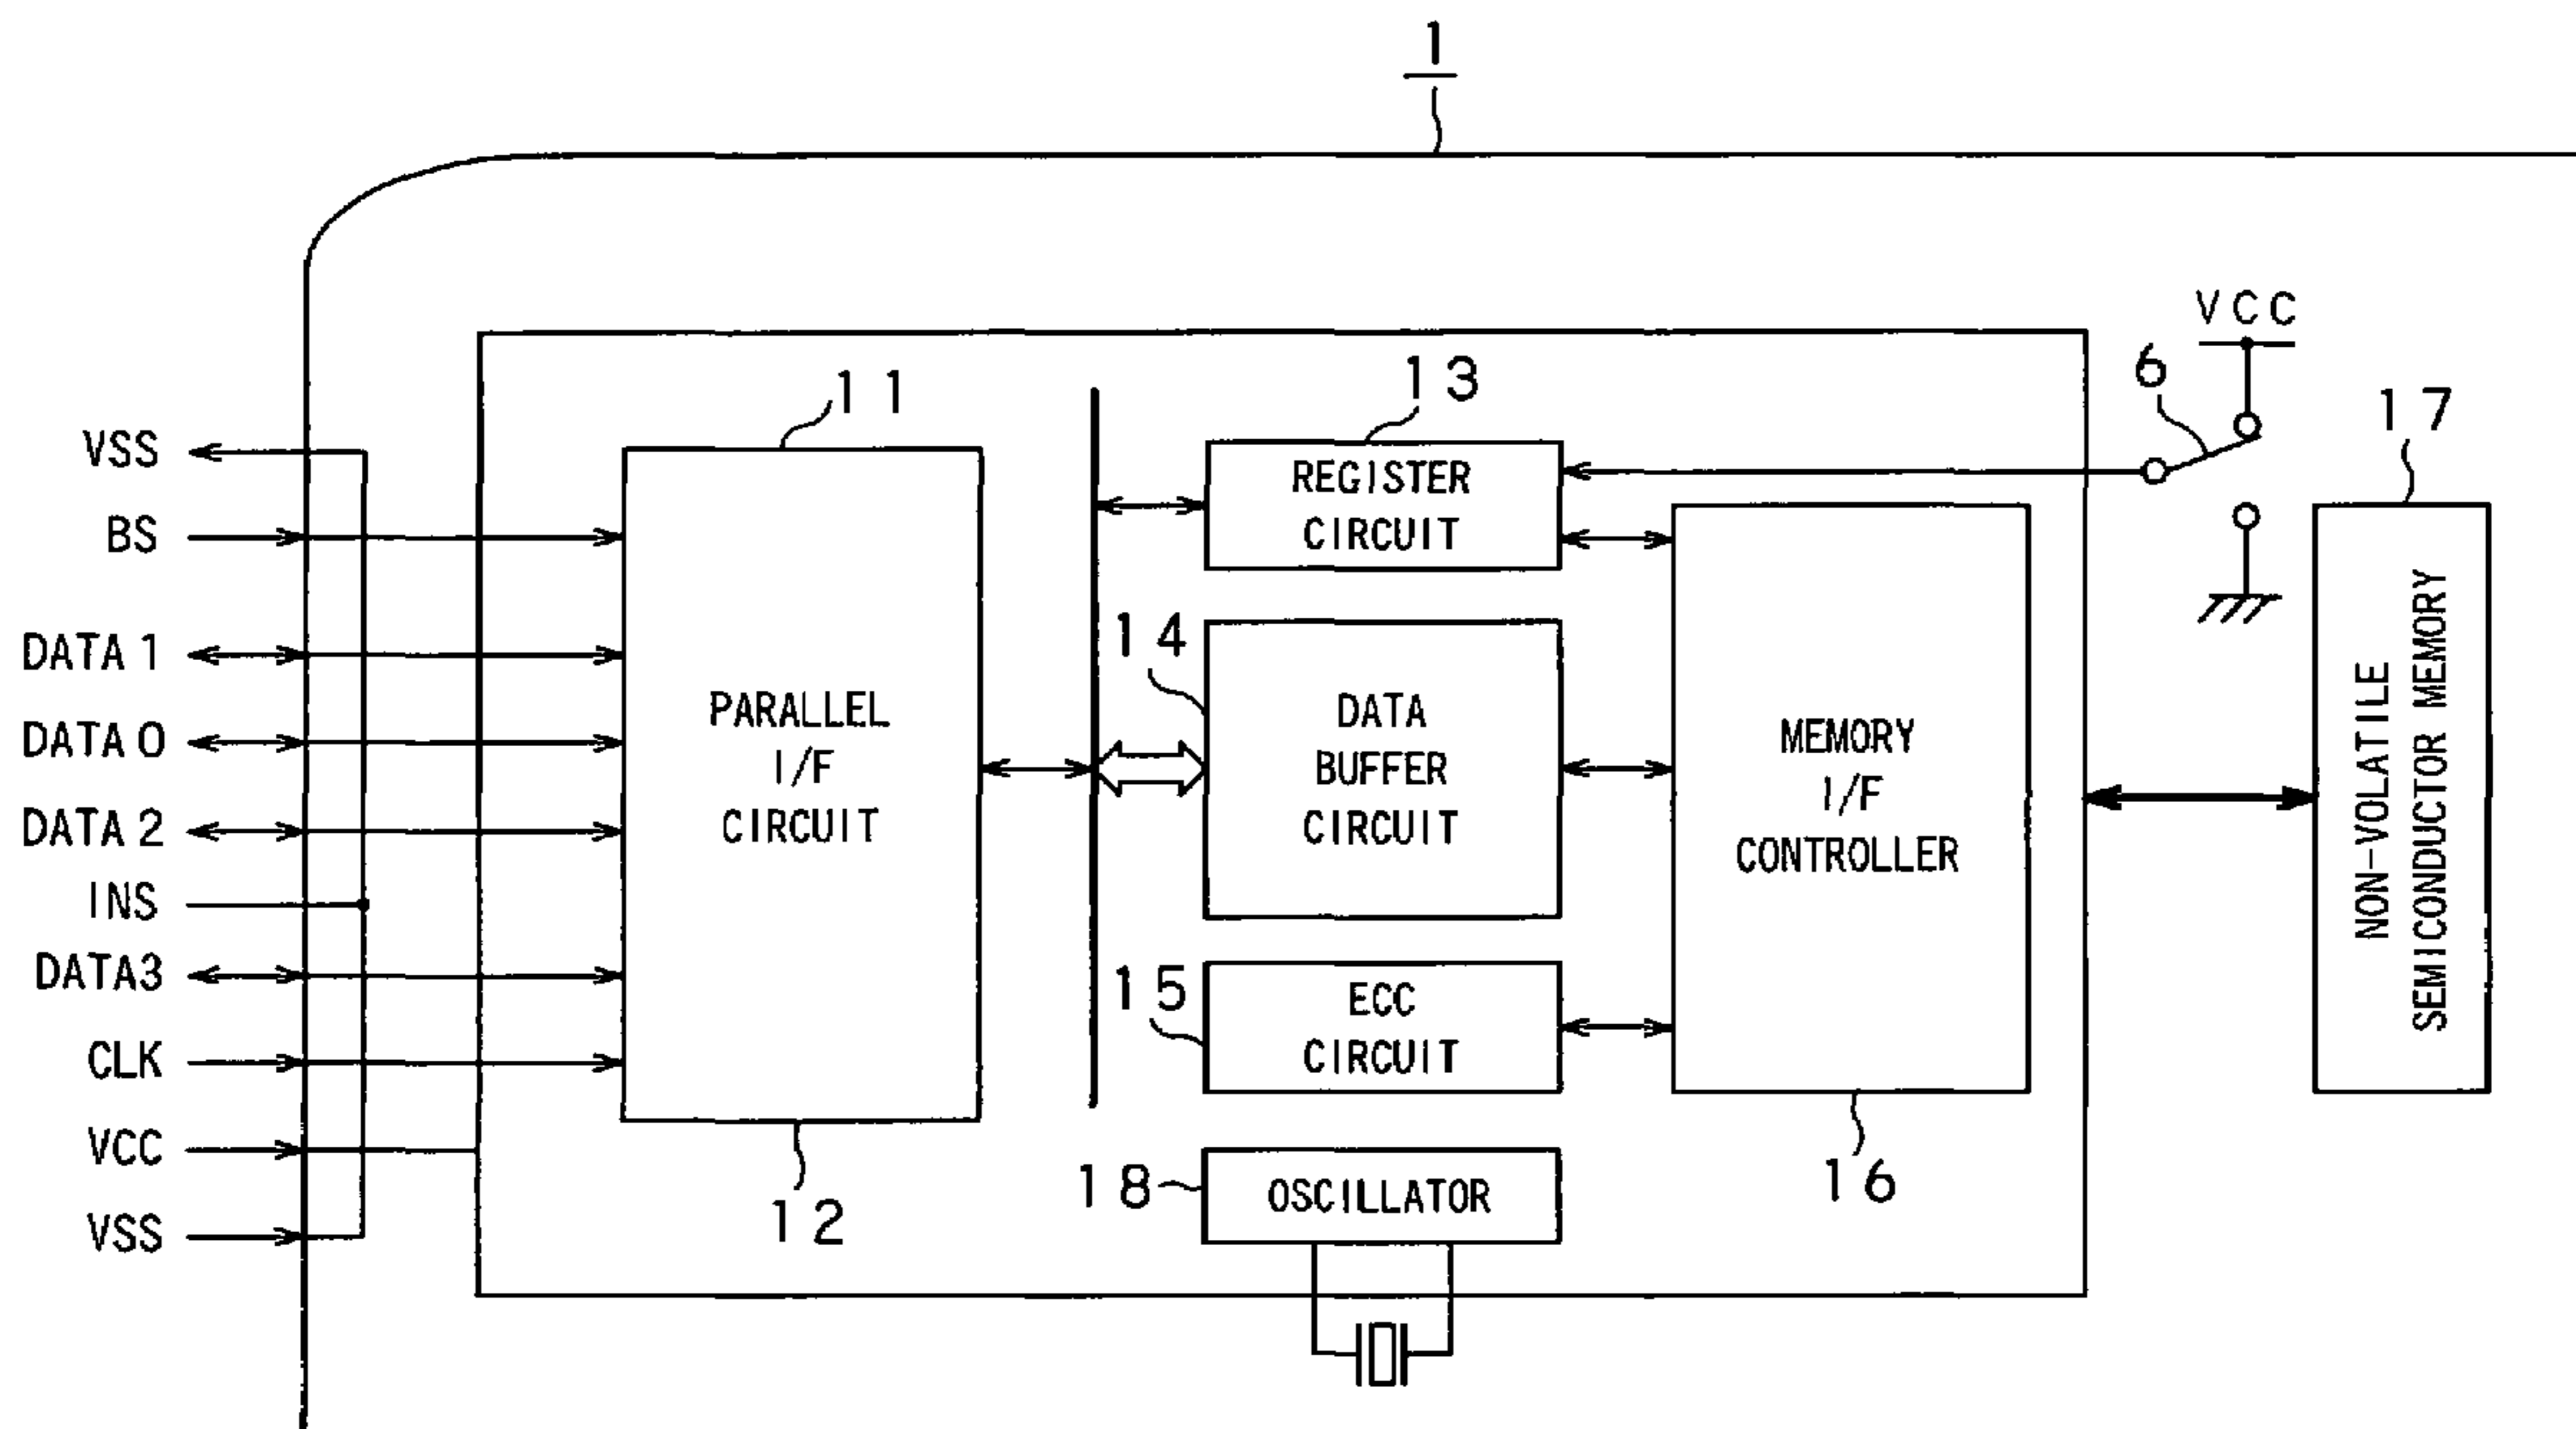 1
VCC
6
17
13
11
VSS
BS
DATA 1
DATA 0
DATA 2
INS
DATA3
CLK
VCC
VSS
PARALLEL
I/F
CIRCUIT
12
REGISTER
CIRCUIT
14
DATA
BUFFER
CIRCUIT
15
ECC
CIRCUIT
18
OSCILLATOR
MEMORY
I/F
CONTROLLER
16
NON-VOLATILE
SEMICONDUCTOR MEMORY